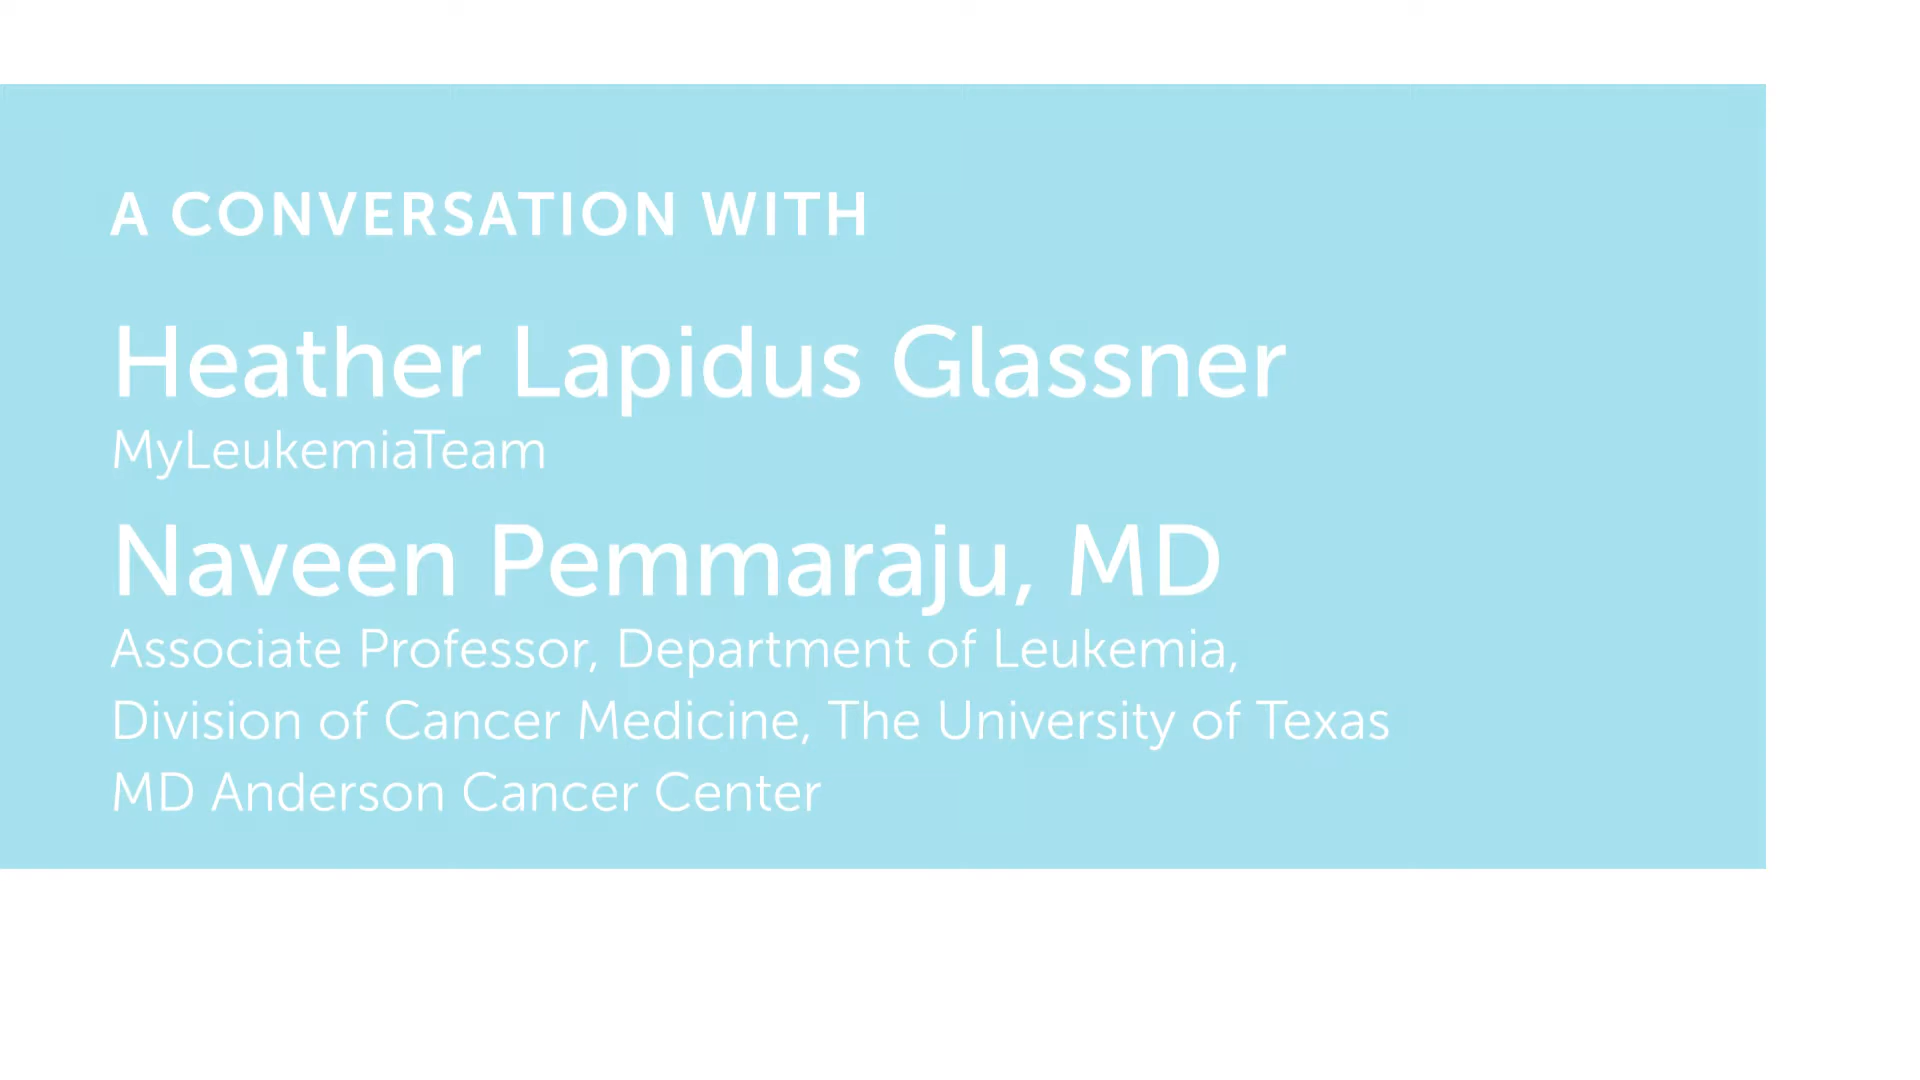 A CONVERSATION WITH
Heather Lapidus Glassner
MyLeukemiaTeam
Naveen Pemmaraju, MD
Associate Professor, Department of Leukemia,
Division of Cancer Medicine, The University of Texas
MD Anderson Cancer Center